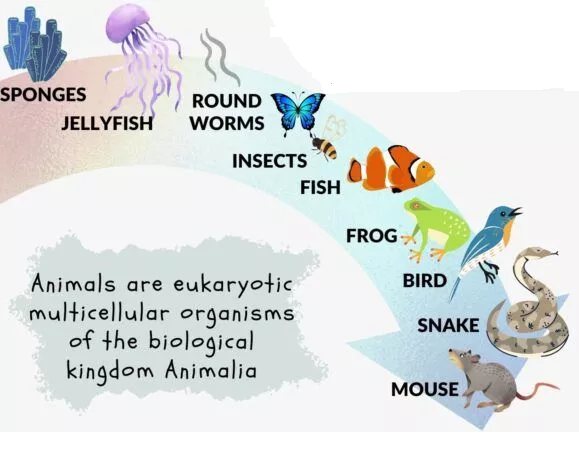 SPONGES
JELLYFISH
ROUND
WORMS
INSECTS
FISH
FROG
BIRD
SNAKE
MOUSE
Animals are eukaryotic
multicellular organisms
of the biological
kingdom Animalia